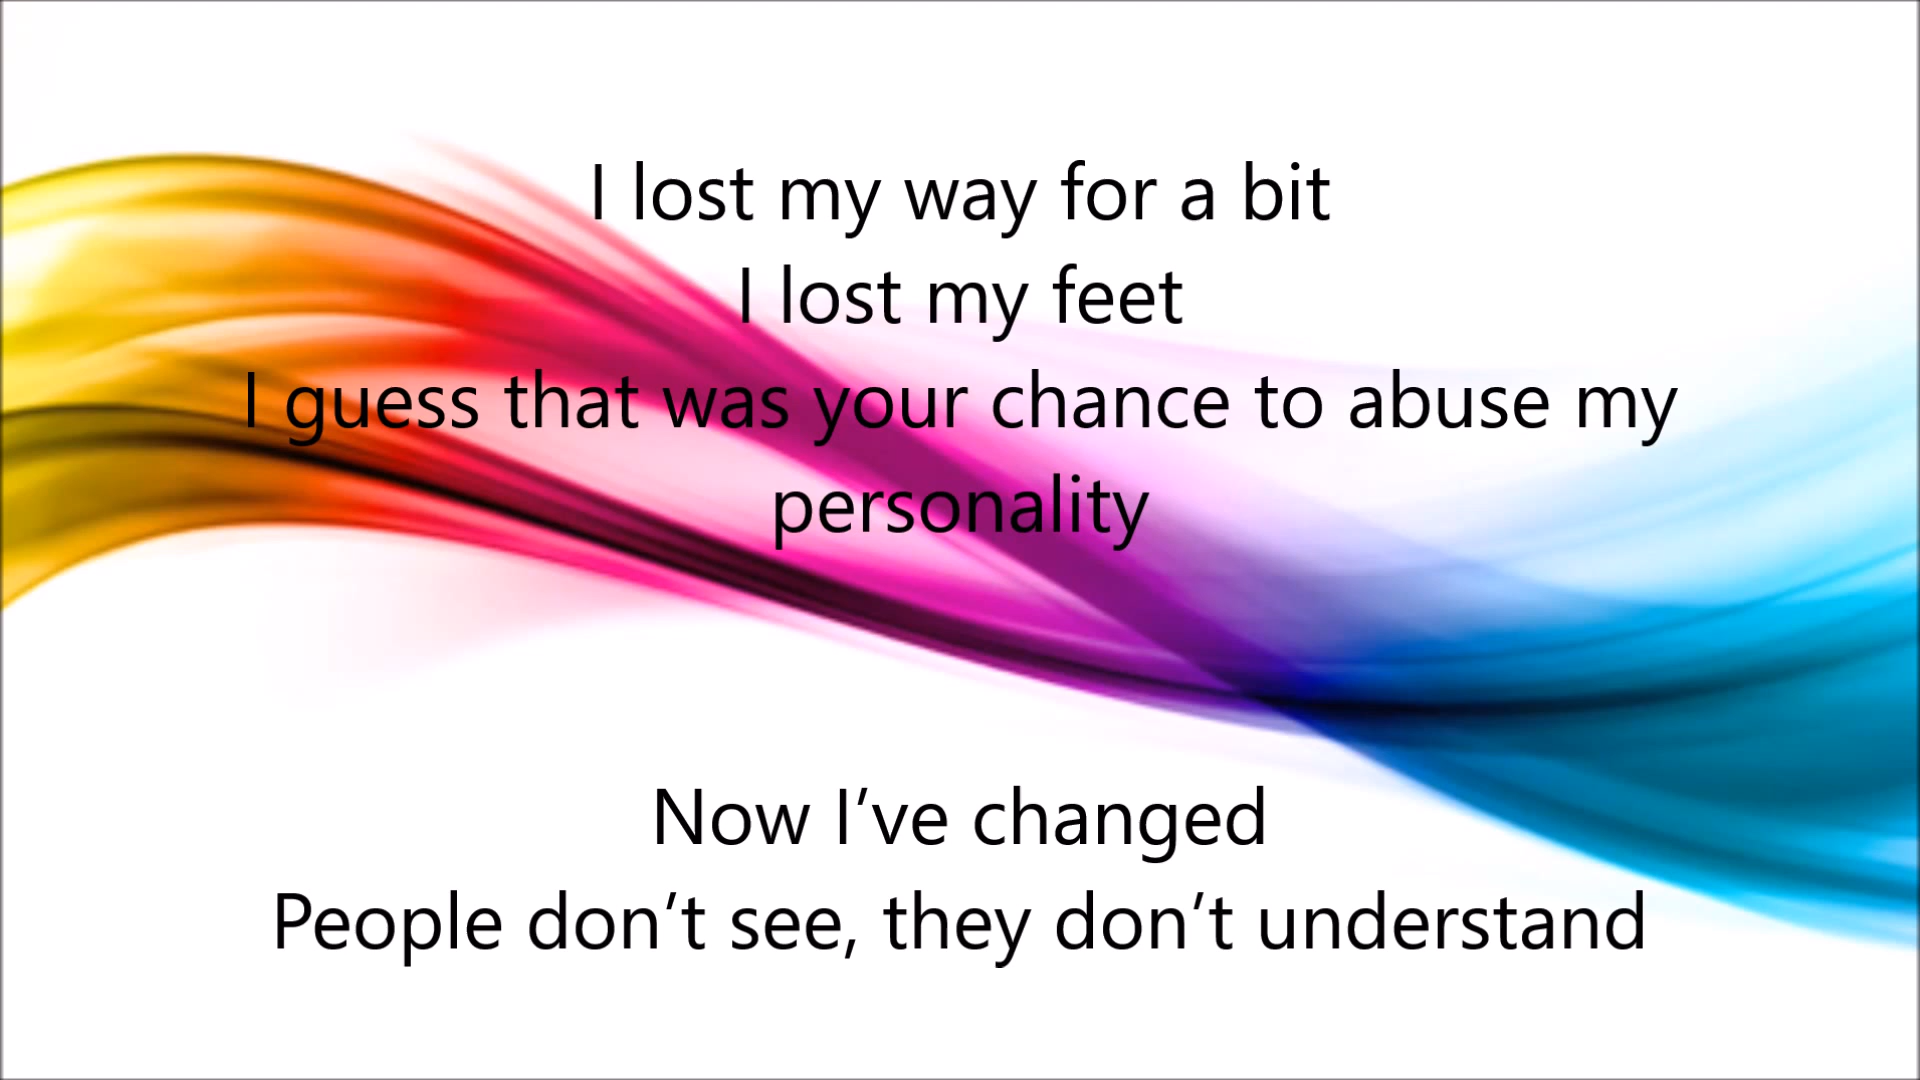 I lost my way for a bit
I lost my feet
I guess that was your chance to abuse my
personality
Now I’ve changed
People don’t see, they don’t understand